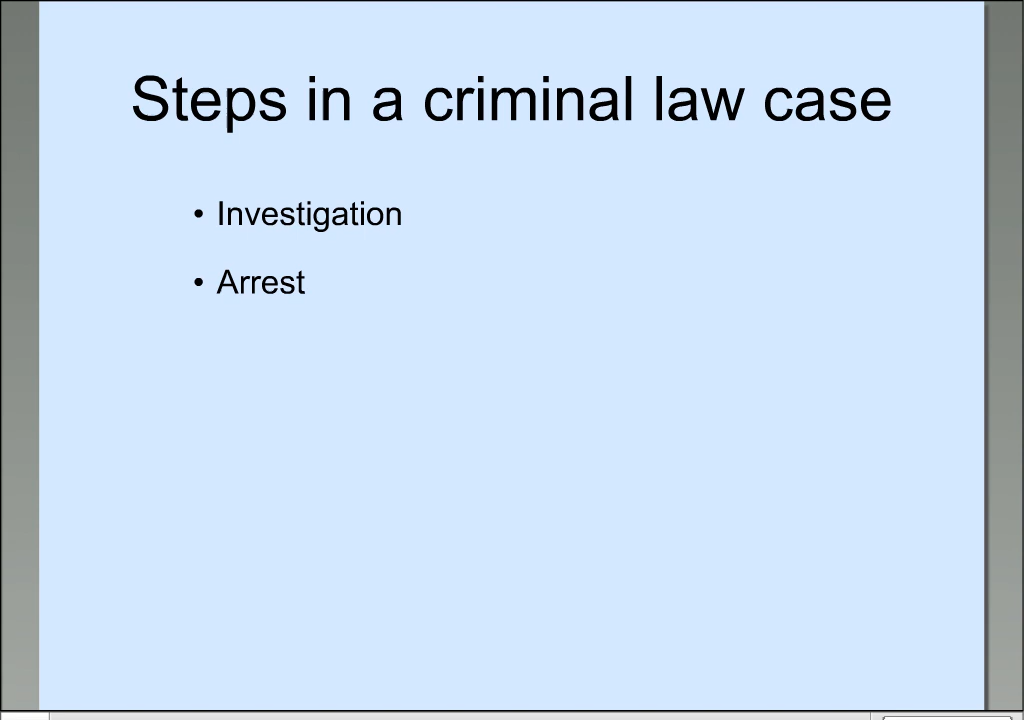 Steps in a criminal law case
• Investigation
• Arrest